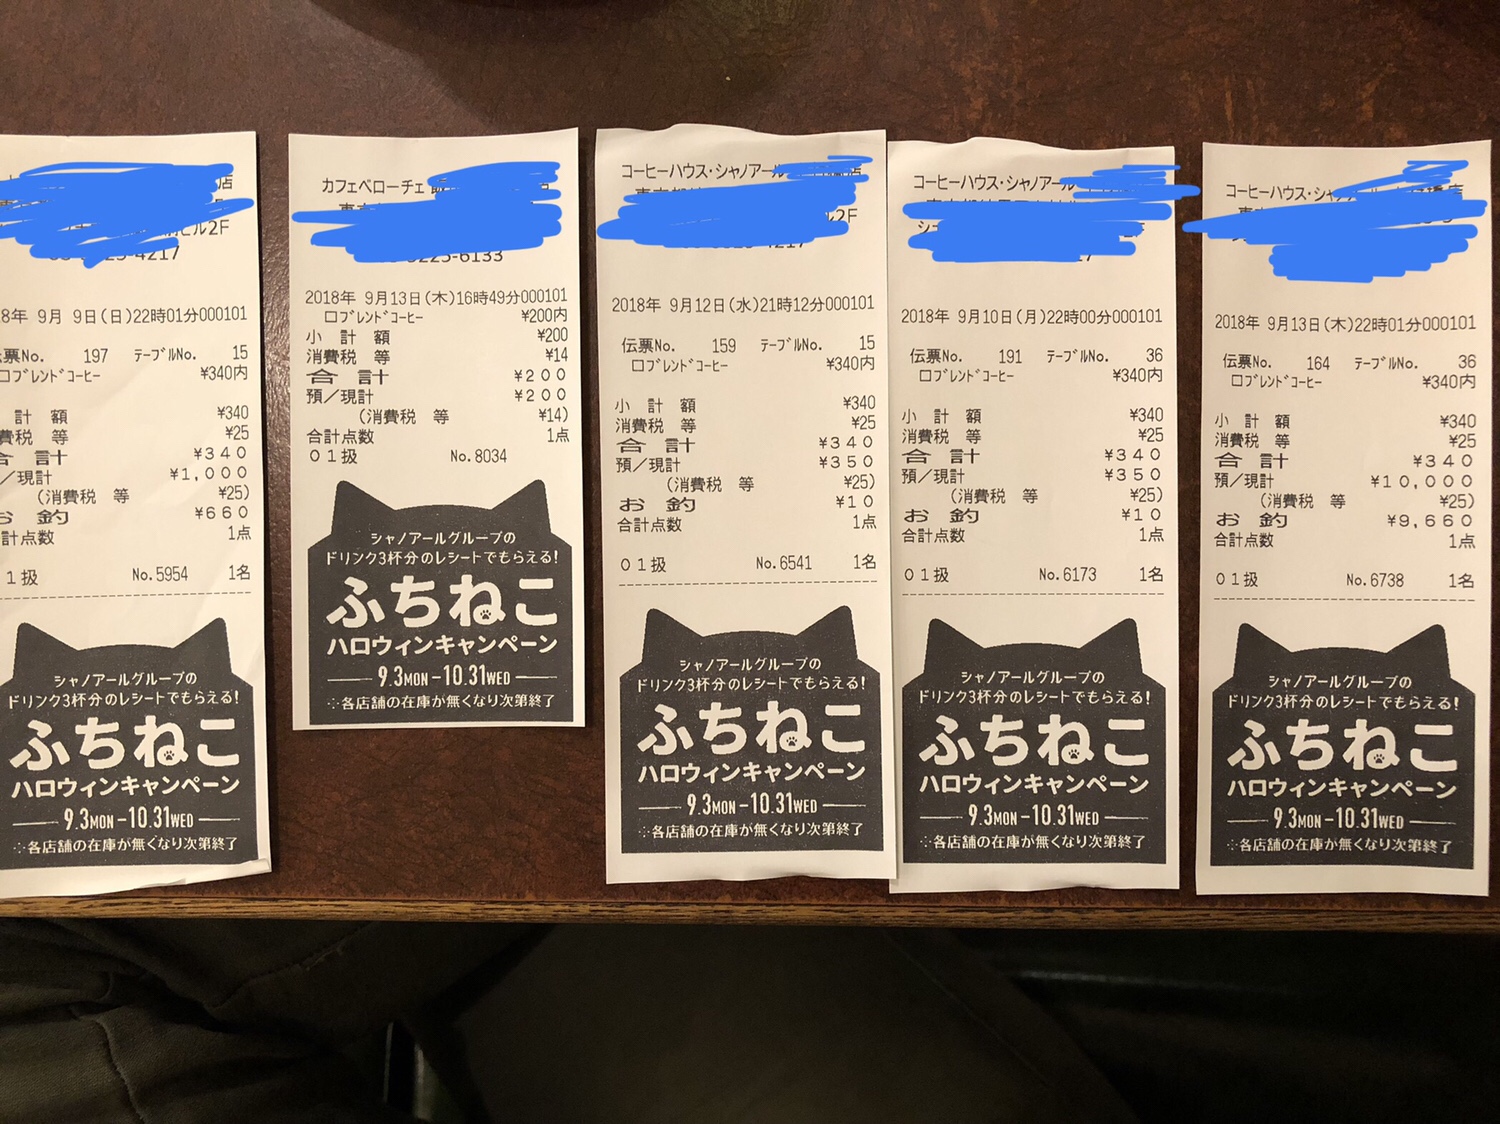 店
ビル2F
4217
8年 9月 9日(日)22時01分000101
伝票No. 197 テーブルNo. 15
ロブレンドコーヒー ¥340内
計 額 ¥340
費税 等 ¥25
合 計 ¥340
/現計 ¥1,000
(消費税 等 ¥25)
お 釣 ¥660
計点数 1点
1扱 No.5954 1名
シャノアールグループの
ドリンク3杯分のレシートでもらえる!
ふちねこ
ハロウィンキャンペーン
9.3MON-10.31WED
※各店舗の在庫が無くなり次第終了
カフェベローチェ
5225-6133
2018年 9月13日(木)16時49分000101
ロブレンドコーヒー ¥200内
小 計 額 ¥200
消費税 等 ¥14
合 計 ¥200
預/現計 ¥200
(消費税 等 ¥14)
合計点数 1点
01扱 No.8034
シャノアールグループの
ドリンク3杯分のレシートでもらえる!
ふちねこ
ハロウィンキャンペーン
9.3MON-10.31WED
※各店舗の在庫が無くなり次第終了
コーヒーハウス・シャノアール
ル2F
2018年 9月12日(水)21時12分000101
伝票No. 159 テーブルNo. 15
ロブレンドコーヒー ¥340内
小 計 額 ¥340
消費税 等 ¥25
合 計 ¥340
預/現計 ¥350
(消費税 等 ¥25)
お 釣 ¥10
合計点数 1点
01扱 No.6541 1名
シャノアールグループの
ドリンク3杯分のレシートでもらえる!
ふちねこ
ハロウィンキャンペーン
9.3MON-10.31WED
※各店舗の在庫が無くなり次第終了
コーヒーハウス・シャノアール
2018年 9月10日(月)22時00分000101
伝票No. 191 テーブルNo. 36
ロブレンドコーヒー ¥340内
小 計 額 ¥340
消費税 等 ¥25
合 計 ¥340
預/現計 ¥350
(消費税 等 ¥25)
お 釣 ¥10
合計点数 1点
01扱 No.6173 1名
シャノアールグループの
ドリンク3杯分のレシートでもらえる!
ふちねこ
ハロウィンキャンペーン
9.3MON-10.31WED
※各店舗の在庫が無くなり次第終了
コーヒーハウス・シャ
2018年 9月13日(木)22時01分000101
伝票No. 164 テーブルNo. 36
ロブレンドコーヒー ¥340内
小 計 額 ¥340
消費税 等 ¥25
合 計 ¥340
預/現計 ¥10,000
(消費税 等 ¥25)
お 釣 ¥9,660
合計点数 1点
01扱 No.6738 1名
シャノアールグループの
ドリンク3杯分のレシートでもらえる!
ふちねこ
ハロウィンキャンペーン
9.3MON-10.31WED
※各店舗の在庫が無くなり次第終了